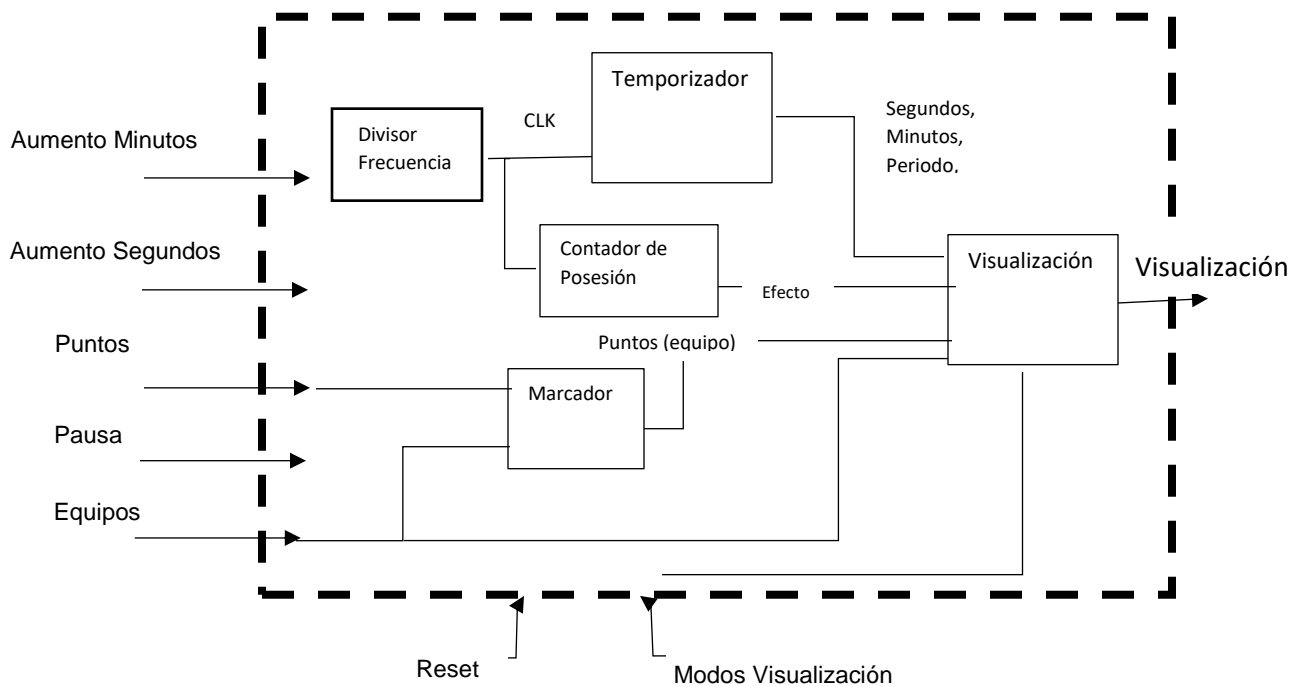 Temporizador
CLK
Segundos,
Minutos,
Periodo,
Divisor
Frecuencia
Aumento Minutos
Aumento Segundos
Contador de
Posesión
Visualización
Visualización
Efecto
Puntos
Puntos (equipo)
Marcador
Pausa
Equipos
Reset
Modos Visualización